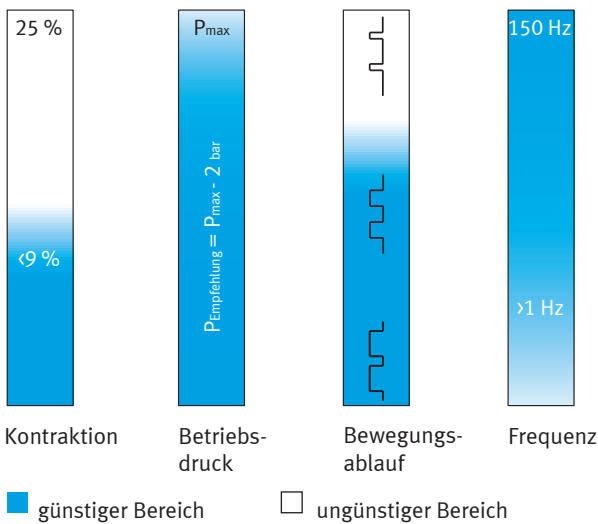 25 %
<9 %
Kontraktion
Pmax
PEmpfehlung = Pmax - 2 bar
Betriebs-
druck
Bewegungs-
ablauf
150 Hz
>1 Hz
Frequenz
günstiger Bereich
ungünstiger Bereich